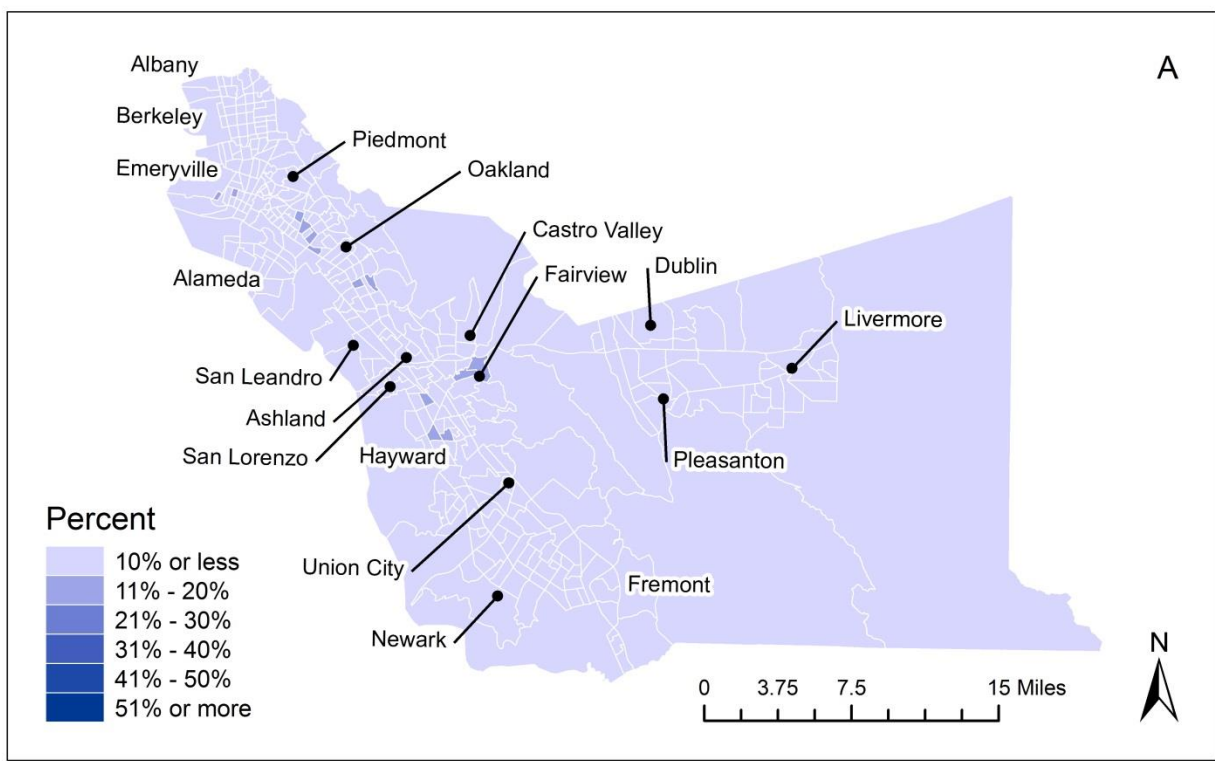 A
Albany
Berkeley
Piedmont
Emeryville
Oakland
Castro Valley
Fairview
Dublin
Alameda
Livermore
San Leandro
Ashland
San Lorenzo
Hayward
Pleasanton
Percent
10% or less
11% - 20%
21% - 30%
31% - 40%
41% - 50%
51% or more
Union City
Fremont
Newark
N
0 3.75 7.5 15 Miles